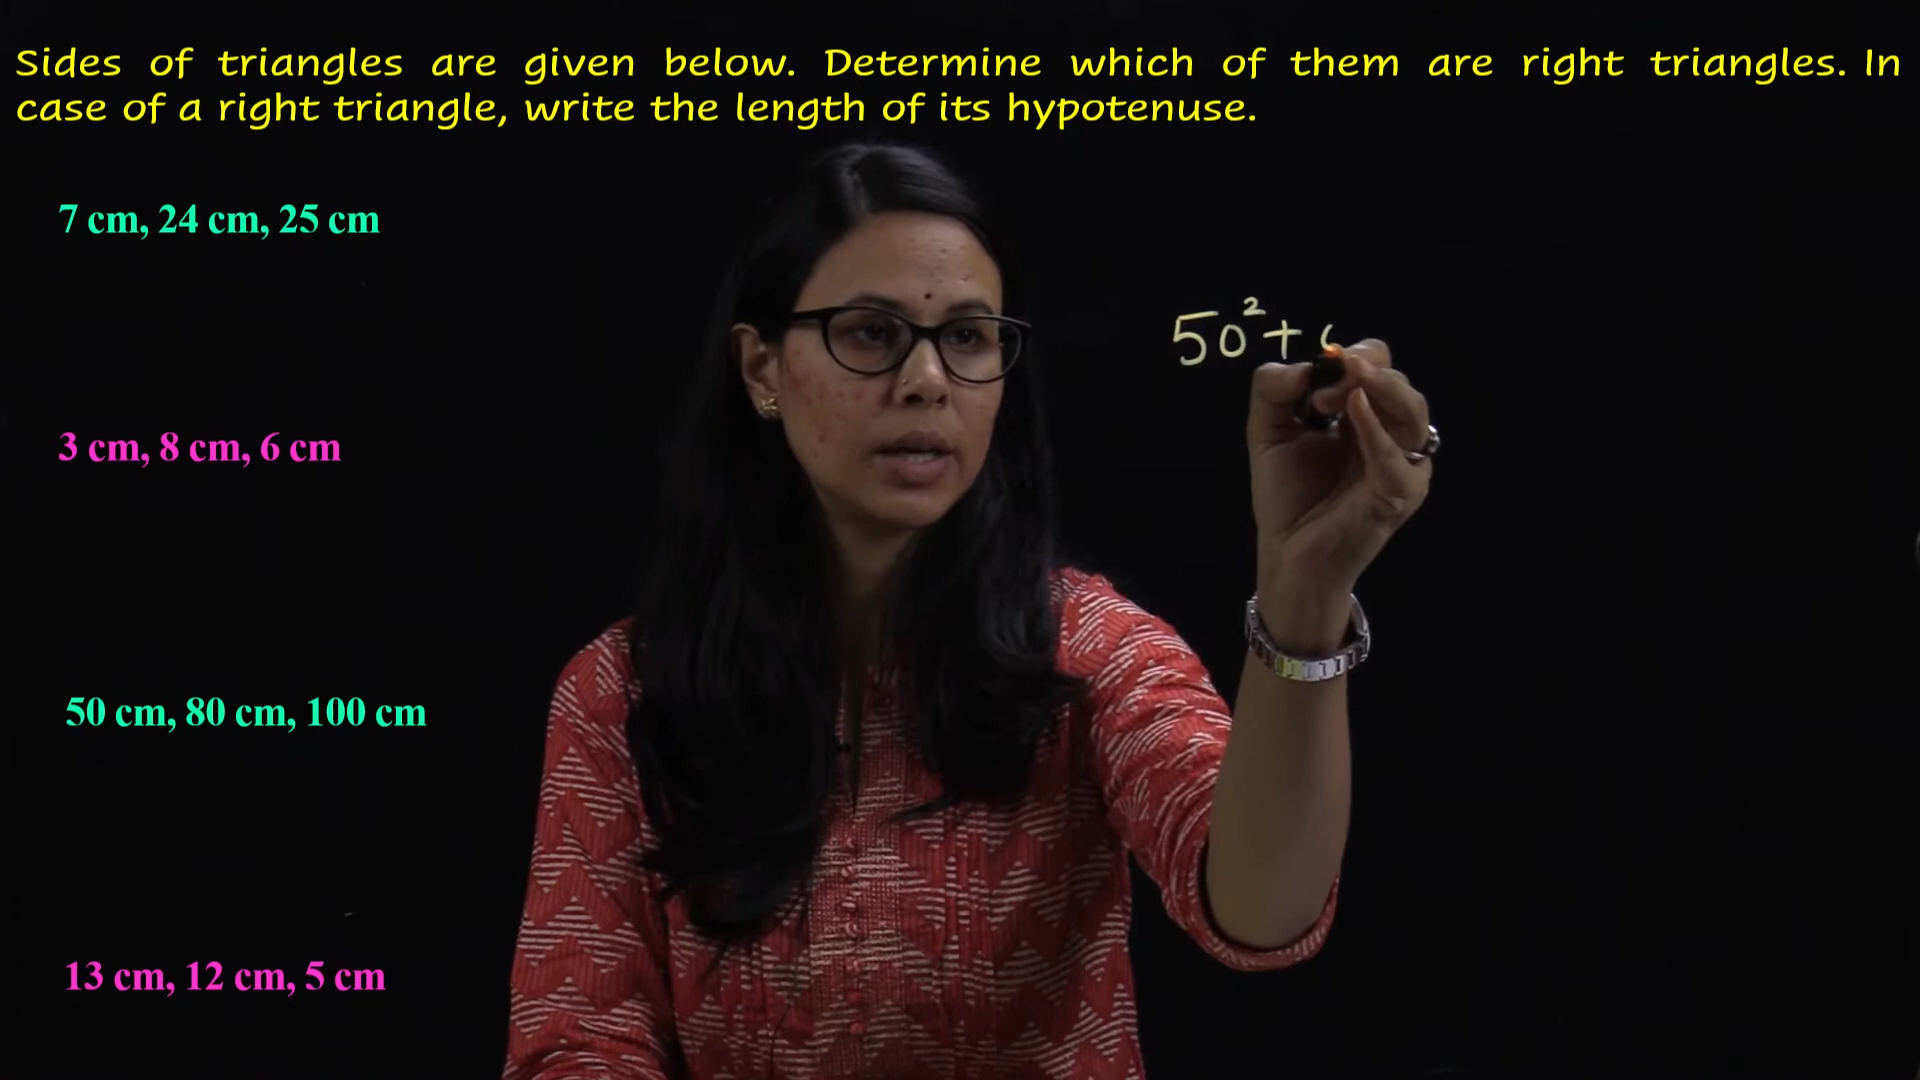 Sides of triangles are given below. Determine which of them are right triangles. In
case of a right triangle, write the length of its hypotenuse.
7 cm, 24 cm, 25 cm
50² +
3 cm, 8 cm, 6 cm
50 cm, 80 cm, 100 cm
13 cm, 12 cm, 5 cm